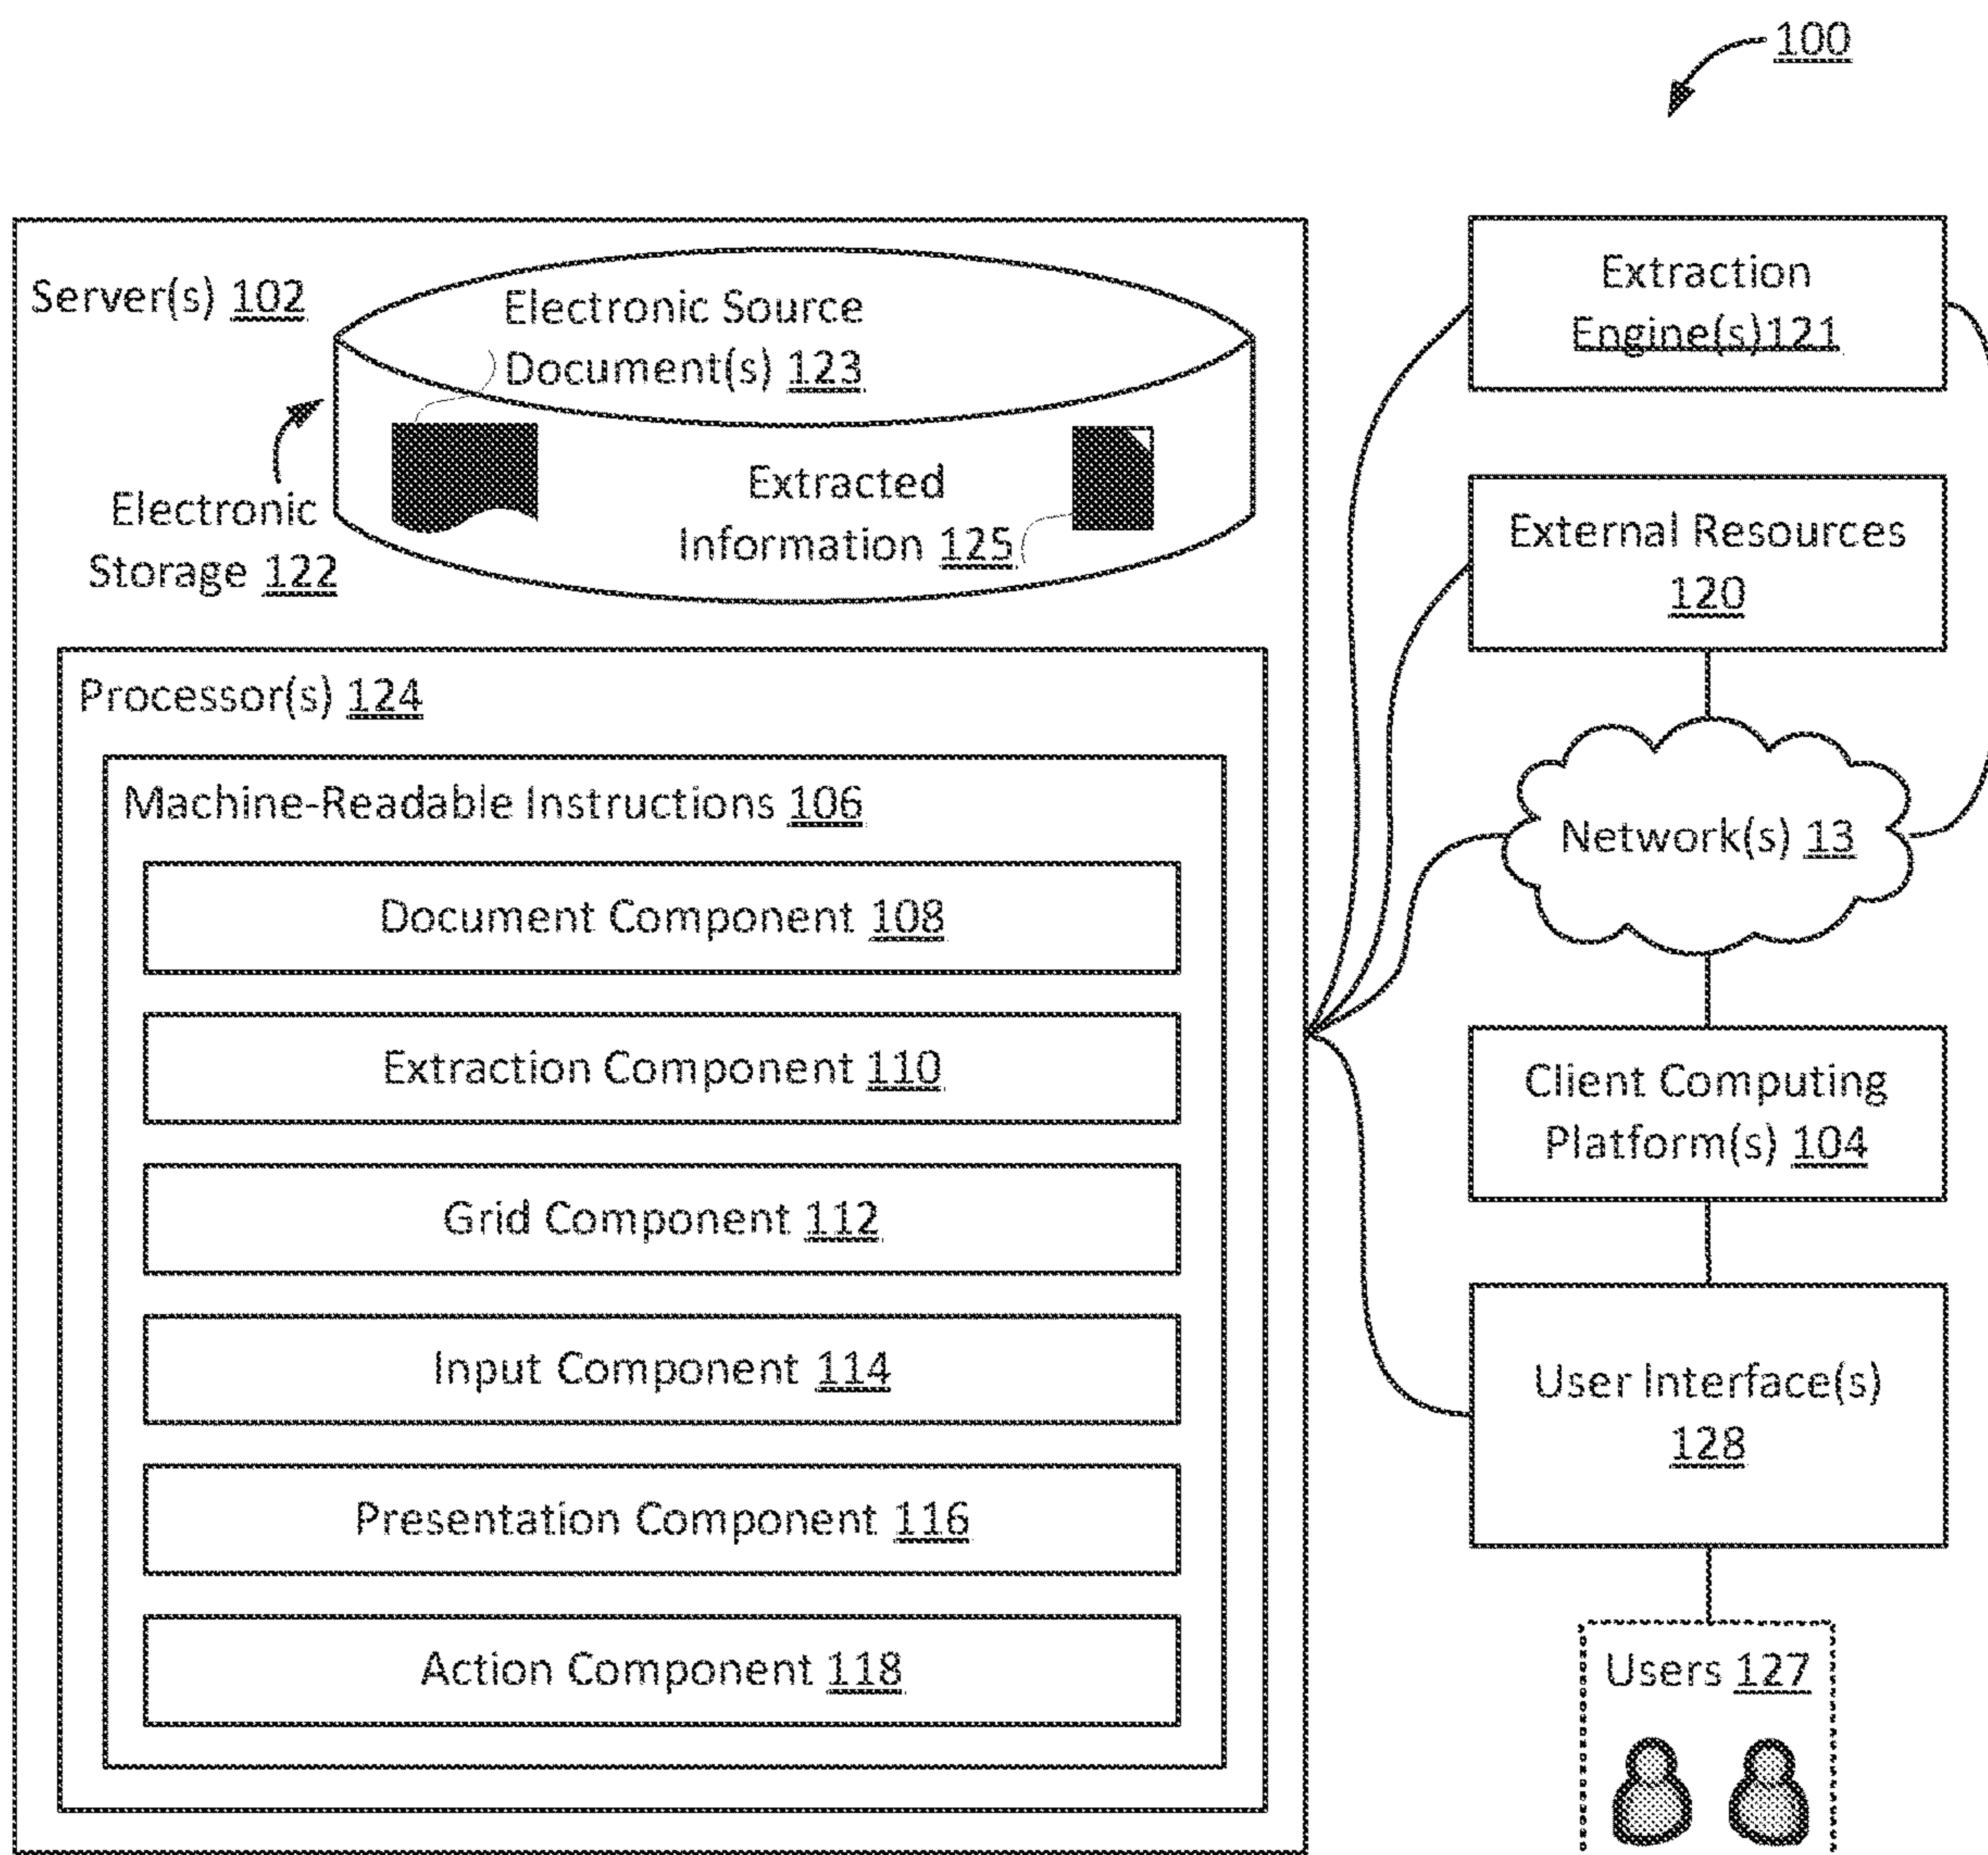 100
Server(s) 102
Electronic Source
Document(s) 123
Extracted
Information 125
Electronic
Storage 122
Processor(s) 124
Machine-Readable Instructions 106
Document Component 108
Extraction Component 110
Grid Component 112
Input Component 114
Presentation Component 116
Action Component 118
Extraction
Engine(s)121
External Resources
120
Network(s) 13
Client Computing
Platform(s) 104
User Interface(s)
128
Users 127